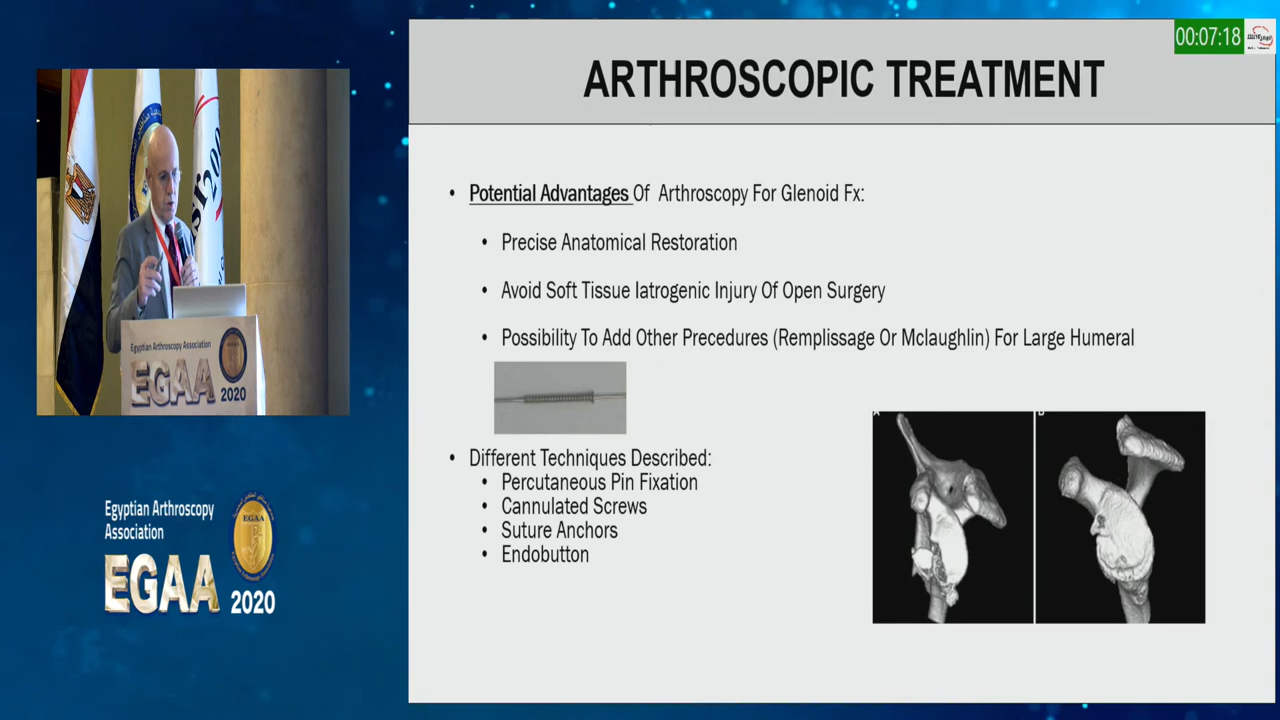 00:07:18
ARTHROSCOPIC TREATMENT
• Potential Advantages Of Arthroscopy For Glenoid Fx:
• Precise Anatomical Restoration
• Avoid Soft Tissue Iatrogenic Injury Of Open Surgery
• Possibility To Add Other Precedures (Remplissage Or Mclaughlin) For Large Humeral
• Different Techniques Described:
• Percutaneous Pin Fixation
• Cannulated Screws
• Suture Anchors
• Endobutton
Egyptian Arthroscopy Association
EGAA
2020
Egyptian Arthroscopy
Association
EGAA
EGAA
2020